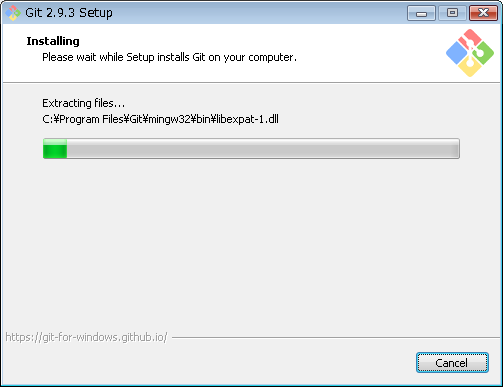 Git 2.9.3 Setup
Installing
Please wait while Setup installs Git on your computer.
Extracting files...
C:¥Program Files¥Git¥mingw32¥bin¥libexpat-1.dll
https://git-for-windows.github.io/
Cancel